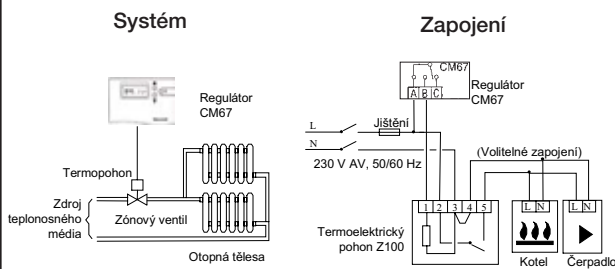 Systém
Regulátor
CM67
Termopohon
Zdroj
teplonosného
média
Zónový ventil
Otopná tělesa
Zapojení
CM67
A B C
Regulátor
CM67
L
Jištění
N
230 V AV, 50/60 Hz
(Volitelné zapojení)
1 2 3 4 5
L N
L N
Termoelektrický
pohon Z100
Kotel
Čerpadlo